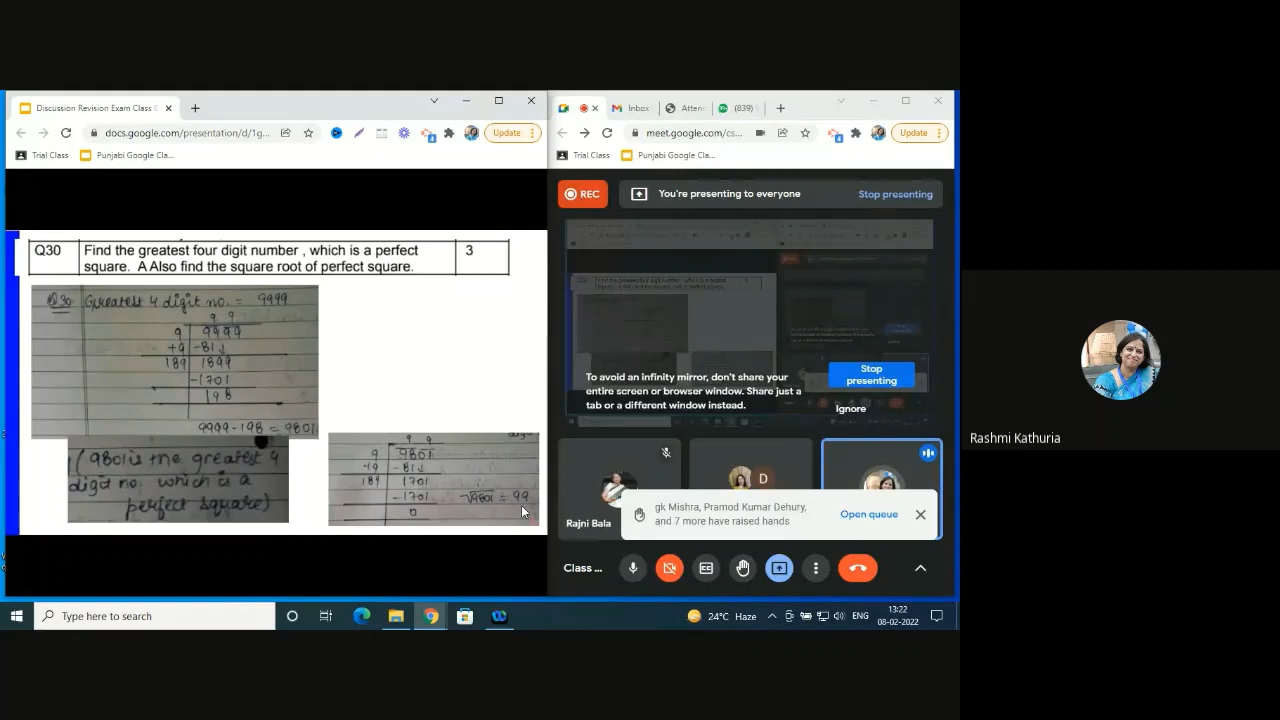 Discussion Revision Exam Class E
docs.google.com/presentation/d/1g...
Update
Trial Class
Punjabi Google Cla...
Q30 Find the greatest four digit number , which is a perfect 3
square. A Also find the square root of perfect square.
Q30. Greatest 4 digit no. = 9999
9 9
9 9999
+9 -81↓
189 1899
-1701
198
9999-198 = 9801
(9801 is the greatest 4
digit no. which is a
perfect square)
9 9
9 9801
+9 -81↓
189 1701
-1701 √9801 = 99
0
Inbox
Atten
(839)
meet.google.com/cs...
Update
Trial Class
Punjabi Google Cla...
REC
You're presenting to everyone
Stop presenting
To avoid an infinity mirror, don't share your
entire screen or browser window. Share just a
tab or a different window instead.
Stop
presenting
Ignore
D
Rajni Bala
gk Mishra, Pramod Kumar Dehury,
and 7 more have raised hands
Open queue
Class ...
Type here to search
24°C Haze
ENG
13:22
08-02-2022
Rashmi Kathuria